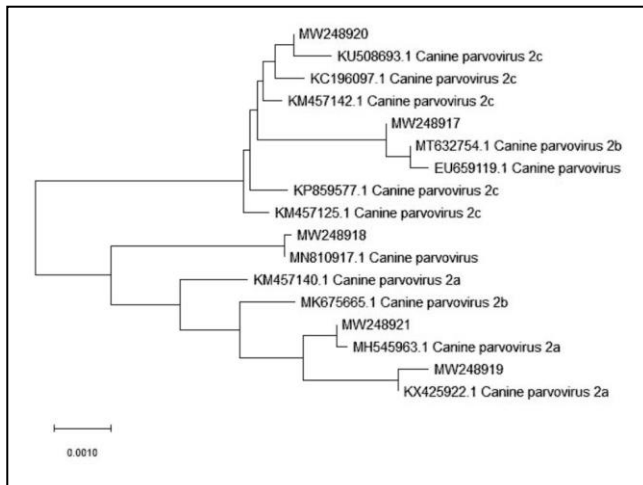 MW248920
KU508693.1 Canine parvovirus 2c
KC196097.1 Canine parvovirus 2c
KM457142.1 Canine parvovirus 2c
MW248917
MT632754.1 Canine parvovirus 2b
EU659119.1 Canine parvovirus
KP859577.1 Canine parvovirus 2c
KM457125.1 Canine parvovirus 2c
MW248918
MN810917.1 Canine parvovirus
KM457140.1 Canine parvovirus 2a
MK675665.1 Canine parvovirus 2b
MW248921
MH545963.1 Canine parvovirus 2a
MW248919
KX425922.1 Canine parvovirus 2a
0.0010